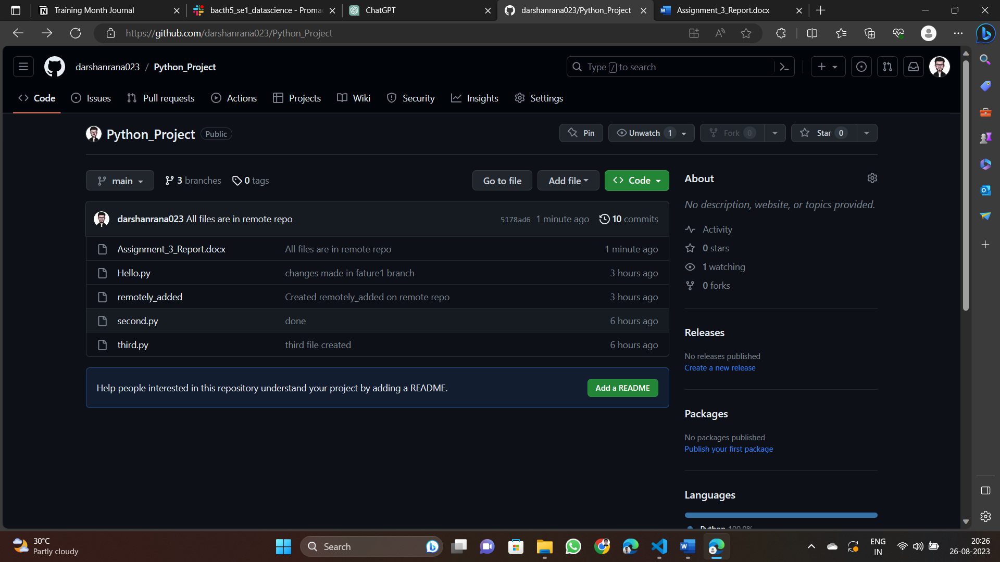 Training Month Journal
bacth5_se1_datascience - Proma
ChatGPT
darshanrana023/Python_Project
Assignment_3_Report.docx
https://github.com/darshanrana023/Python_Project
darshanrana023 / Python_Project
Type / to search
Code Issues Pull requests Actions Projects Wiki Security Insights Settings
Python_Project Public
Pin Unwatch 1 Fork 0 Star 0
main 3 branches 0 tags Go to file Add file Code
darshanrana023 All files are in remote repo 5178ad6 1 minute ago 10 commits
Assignment_3_Report.docx All files are in remote repo 1 minute ago
Hello.py changes made in fature1 branch 3 hours ago
remotely_added Created remotely_added on remote repo 3 hours ago
second.py done 6 hours ago
third.py third file created 6 hours ago
Help people interested in this repository understand your project by adding a README. Add a README
About
No description, website, or topics provided.
Activity
0 stars
1 watching
0 forks
Releases
No releases published
Create a new release
Packages
No packages published
Publish your first package
Languages
Python 100.0%
30°C
Partly cloudy
Search
ENG
IN
20:26
26-08-2023